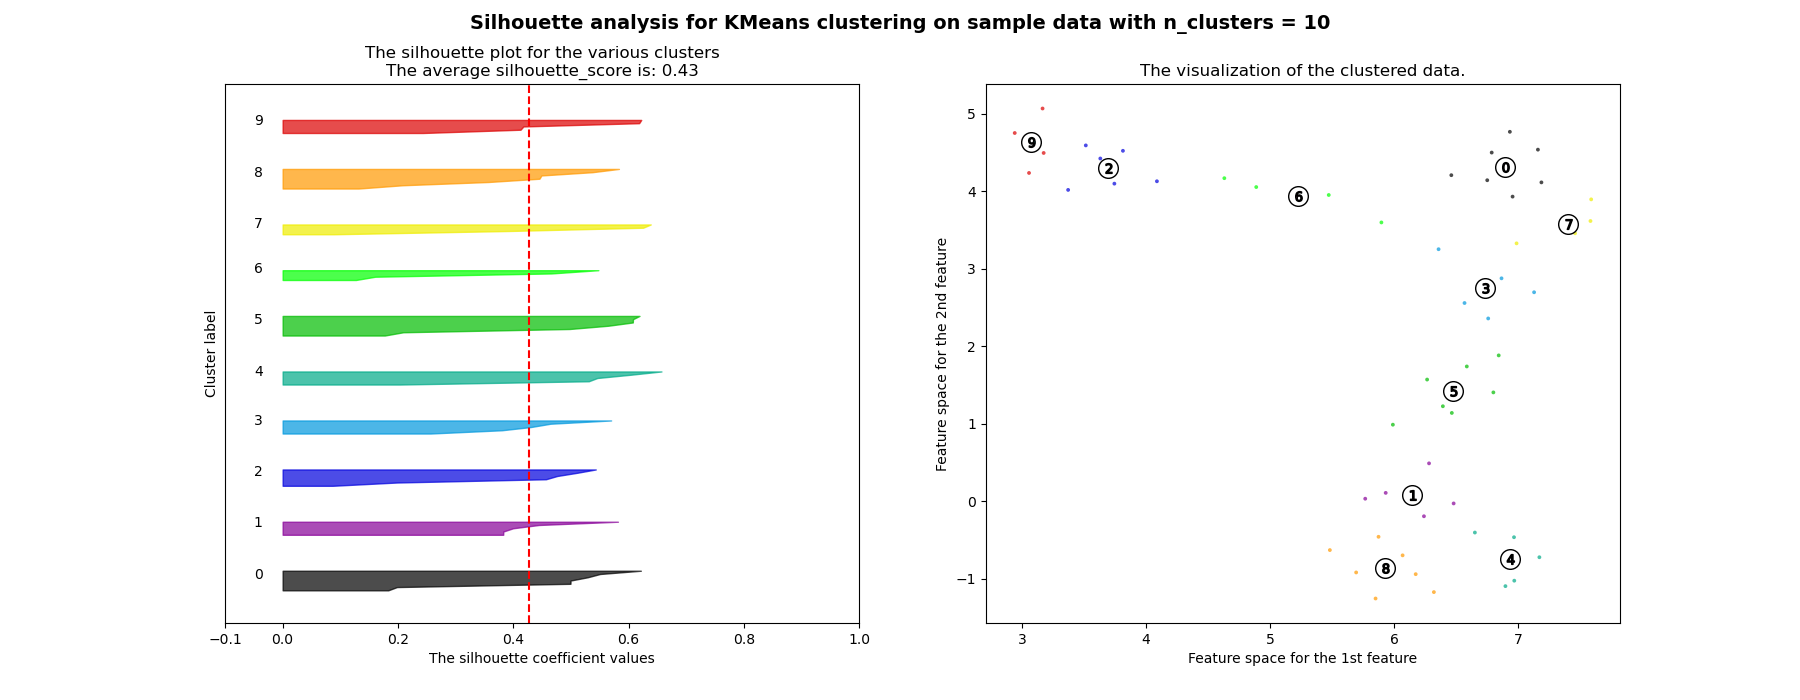 Silhouette analysis for KMeans clustering on sample data with n_clusters = 10
The silhouette plot for the various clusters
The average silhouette_score is: 0.43
9
8
7
6
5
4
3
2
1
0
Cluster label
−0.1 0.0 0.2 0.4 0.6 0.8 1.0
The silhouette coefficient values
The visualization of the clustered data.
5
4
3
2
1
0
−1
Feature space for the 2nd feature
9
2
0
6
7
3
5
1
4
8
3 4 5 6 7
Feature space for the 1st feature